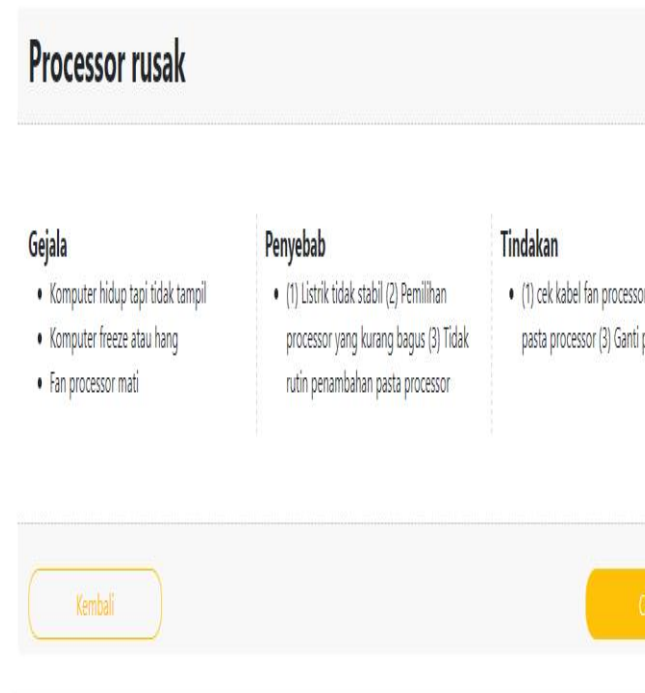 Processor rusak
Gejala
• Komputer hidup tapi tidak tampil
• Komputer freeze atau hang
• Fan processor mati
Penyebab
• (1) Listrik tidak stabil (2) Pemilihan
processor yang kurang bagus (3) Tidak
rutin penambahan pasta processor
Tindakan
• (1) cek kabel fan processor
pasta processor (3) Ganti
Kembali